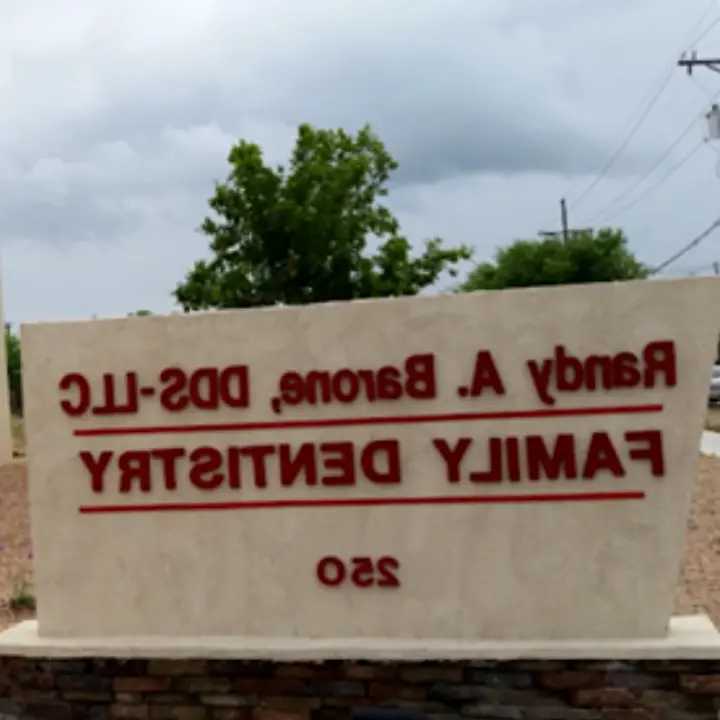 Randy A. Barone, DDS-LLC
FAMILY DENTISTRY
250